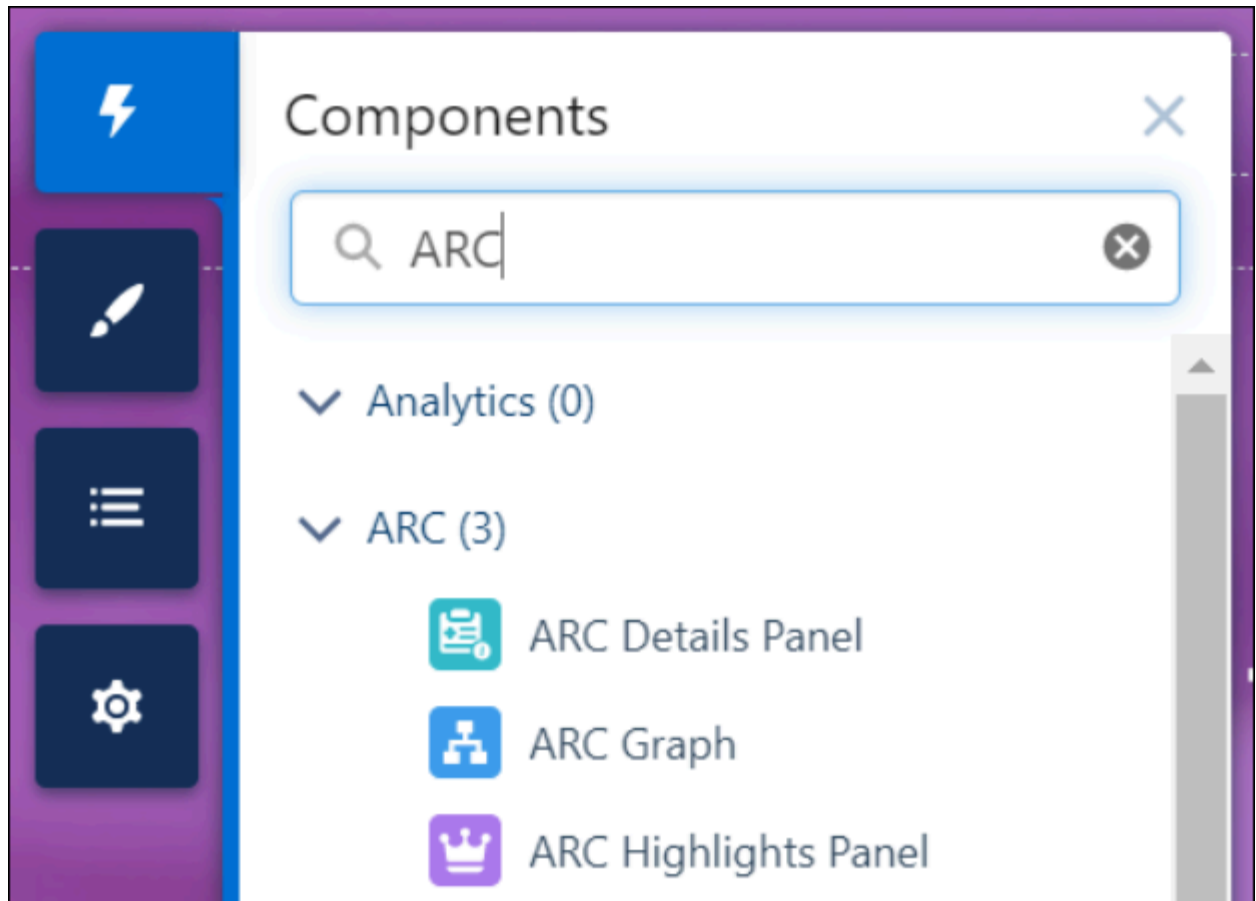 Components
ARC
Analytics (0)
ARC (3)
ARC Details Panel
ARC Graph
ARC Highlights Panel